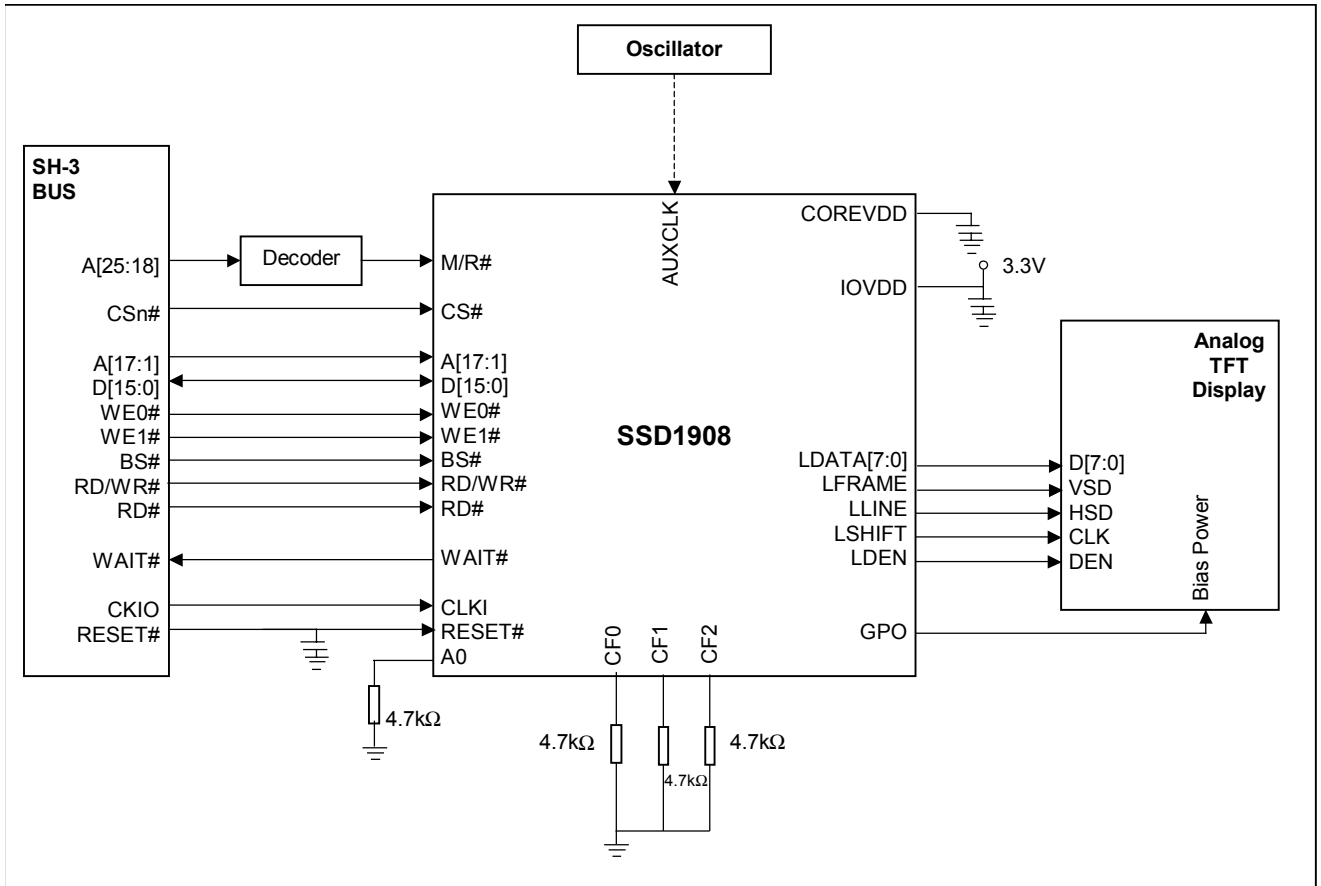 Oscillator
SH-3
BUS
A[25:18]
CSn#
A[17:1]
D[15:0]
WE0#
WE1#
BS#
RD/WR#
RD#
WAIT#
CKIO
RESET#
Decoder
AUXCLK
M/R#
CS#
A[17:1]
D[15:0]
WE0#
WE1#
BS#
RD/WR#
RD#
WAIT#
CLKI
RESET#
A0
SSD1908
COREVDD
IOVDD
3.3V
LDATA[7:0]
LFRAME
LLINE
LSHIFT
LDEN
GPO
CF0
CF1
CF2
Analog
TFT
Display
D[7:0]
VSD
HSD
CLK
DEN
Bias Power
4.7kΩ
4.7kΩ
4.7kΩ
4.7kΩ